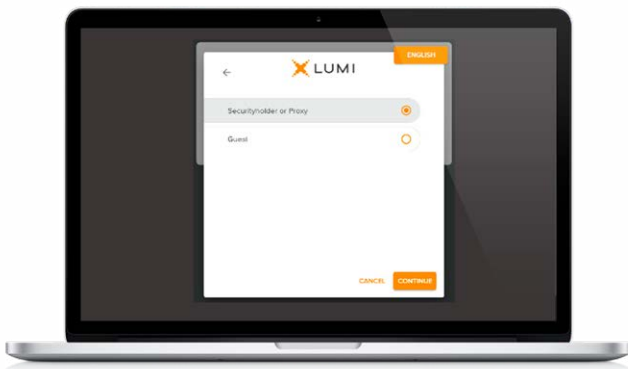 ENGLISH
LUMI
Securityholder or Proxy
Guest
CANCEL CONTINUE